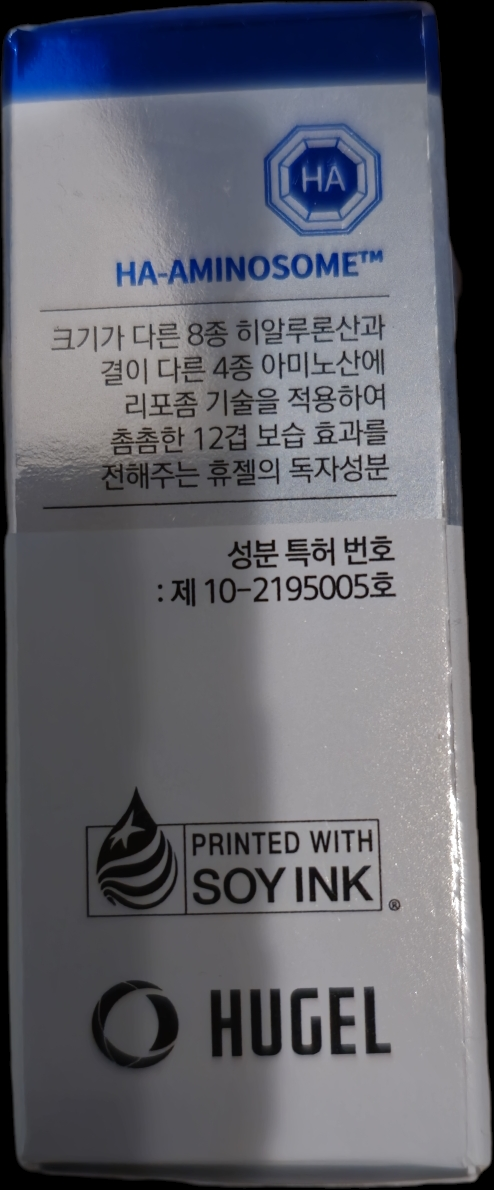 HA
HA-AMINOSOME™
크기가 다른 8종 히알루론산과
결이 다른 4종 아미노산에
리포좀 기술을 적용하여
촘촘한 12겹 보습 효과를
전해주는 휴젤의 독자성분
성분 특허 번호
: 제 10-2195005호
PRINTED WITH
SOY INK®
HUGEL